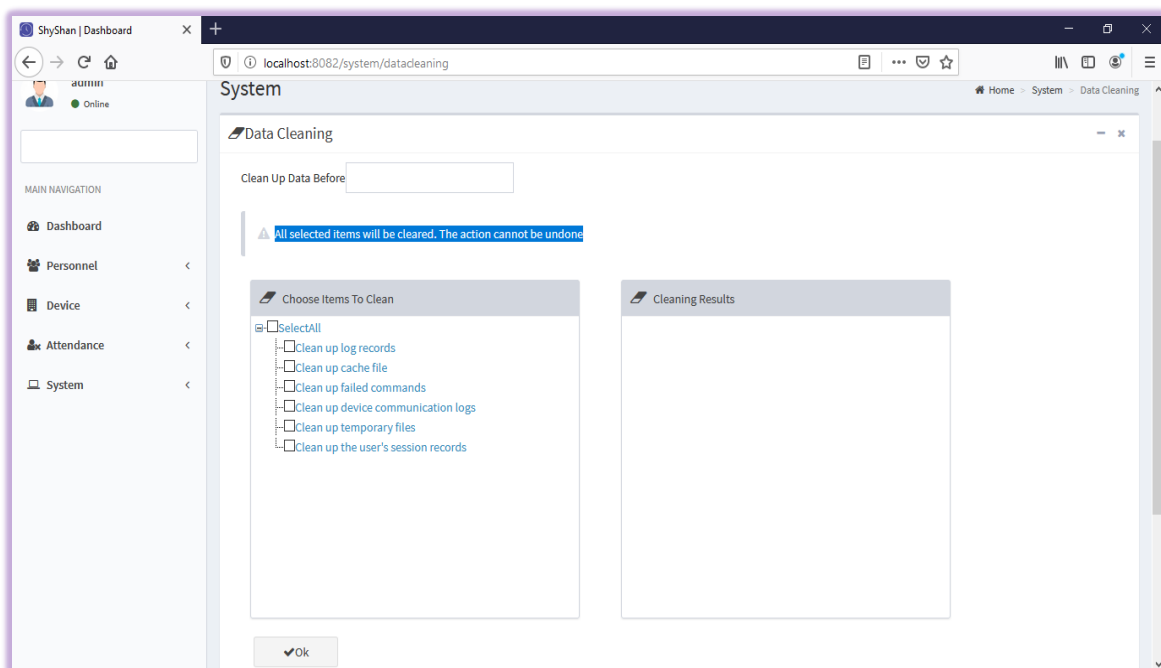 ShyShan | Dashboard
localhost:8082/system/datacleaning
admin
Online
System
Home > System > Data Cleaning
Data Cleaning
MAIN NAVIGATION
Dashboard
Personnel
Device
Attendance
System
Clean Up Data Before
All selected items will be cleared. The action cannot be undone
Choose Items To Clean
SelectAll
Clean up log records
Clean up cache file
Clean up failed commands
Clean up device communication logs
Clean up temporary files
Clean up the user's session records
Cleaning Results
Ok